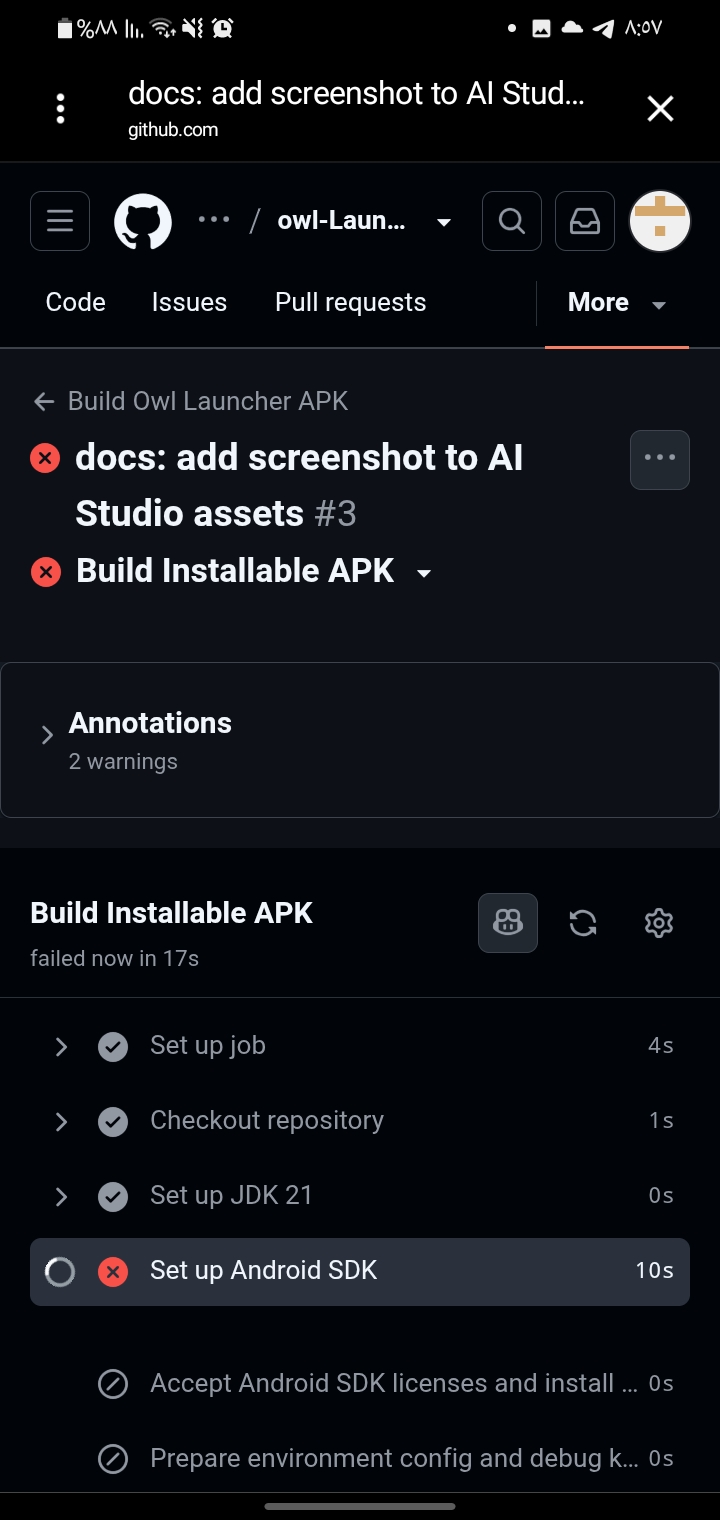 %٨٨
٨:٥٧
docs: add screenshot to AI Stud...
github.com
... / owl-Laun...
Code Issues Pull requests More
Build Owl Launcher APK
docs: add screenshot to AI
Studio assets #3
Build Installable APK
Annotations
2 warnings
Build Installable APK
failed now in 17s
Set up job 4s
Checkout repository 1s
Set up JDK 21 0s
Set up Android SDK 10s
Accept Android SDK licenses and install ... 0s
Prepare environment config and debug k... 0s